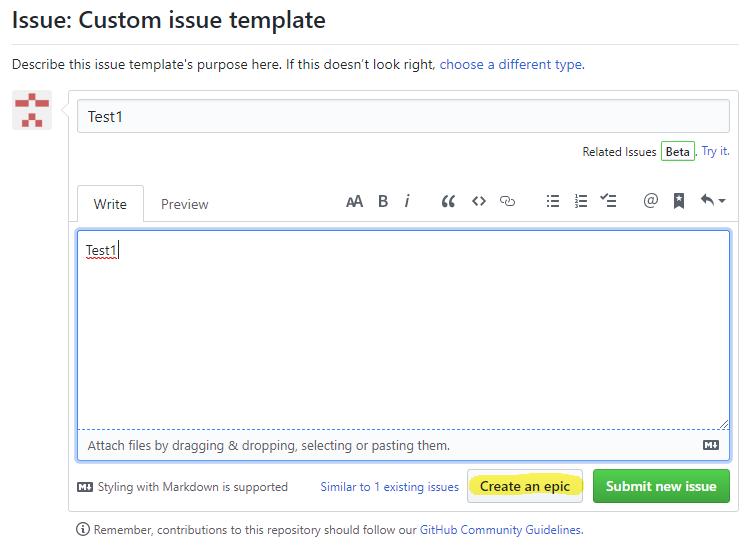 Issue: Custom issue template
Describe this issue template's purpose here. If this doesn't look right, choose a different type.
Test1
Related Issues Beta, Try it.
Write Preview AA B i
Test1
Attach files by dragging & dropping, selecting or pasting them.
Styling with Markdown is supported Similar to 1 existing issues Create an epic Submit new issue
Remember, contributions to this repository should follow our GitHub Community Guidelines.